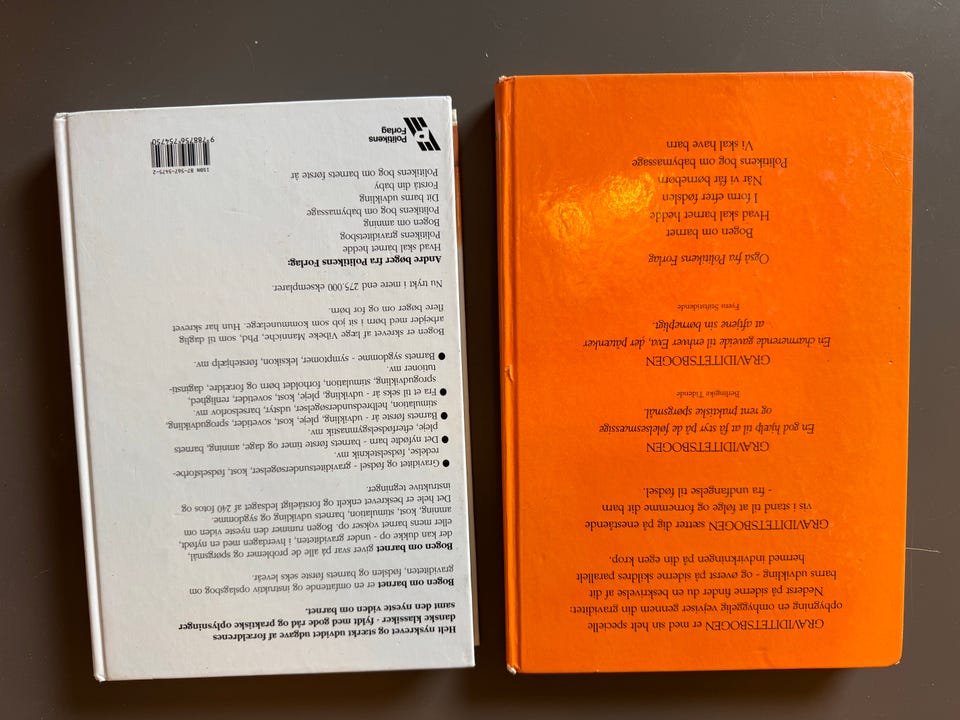 GRAVIDITETSBOGEN er med sin helt specielle
opbygning en omhyggelig vejviser gennem din graviditet:
Nederst på siderne finder du en beskrivelse af dit
barns udvikling - og øverst på siderne skildres parallelt
hermed indvirkningen på din egen krop.
GRAVIDITETSBOGEN sætter dig på en enestående
vis i stand til at følge og fornemme dit barn
- fra undfangelse til fødsel.
GRAVIDITETSBOGEN
En god hjælp til at få styr på de følelsesmæssige
og rent praktiske spørgsmål.
Berlingske Tidende
GRAVIDITETSBOGEN
En charmerende gaveide til enhver Eva, der påtænker
at aftjene sin børnepligt.
Fyens Stiftstidende
Også fra Politikens Forlag
Bogen om barnet
Hvad skal barnet hedde
I form efter fødslen
Når vi får børnebørn
Politikens bog om babymassage
Vi skal have barn
Helt nyskrevet og stærkt udvidet udgave af forældrenes
danske klassiker - fyldt med gode råd og praktiske oplysninger
samt den nyeste viden om barnet.
Bogen om barnet er en omfattende og instruktiv opslagsbog om
graviditeten, fødslen og barnets første seks leveår.
Bogen om barnet giver svar på alle de problemer og spørgsmål,
der kan dukke op - under graviditeten, i hverdagen med en nyfødt,
eller mens barnet vokser op. Bogen rummer den nyeste viden om
amning, kost, stimulation, barnets udvikling og sygdomme.
Det hele er beskrevet enkelt og forståeligt ledsaget af 240 fotos og
instruktive tegninger.
● Graviditet og fødsel - graviditetsundersøgelser, kost, fødselsforbe-
redelse, fødselsteknik mv.
● Det nyfødte barn - barnets første timer og dage, amning, barnets
pleje, efterfødselsgymnastik mv.
● Barnets første år - udvikling, pleje, kost, sovetider, sprogudvikling,
stimulation, helbredsundersøgelser, udstyr, barselsorlov mv.
● Fra et til et seks år - udvikling, pleje, kost, sovetider, renlighed,
sprogudvikling, stimulation, forholdet børn og forældre, daginsti-
tutioner mv.
● Barnets sygdomme - symptomer, leksikon, førstehjælp mv.
Bogen er skrevet af læge Vibeke Manniche, Phd, som til daglig
arbejder med børn i sit job som kommunelæge. Hun har skrevet
flere bøger om og for børn.
Nu trykt i end mere end 275.000 eksemplarer.
Andre bøger fra Politikens Forlag:
Hvad skal barnet hedde
Politikens graviditetsbog
Bogen om amning
Politikens bog om babymassage
Dit barns udvikling
Forstå din baby
Politikens bog om barnets første år
Politikens
Forlag
ISBN 87-567-5475-2
9 788756 754750